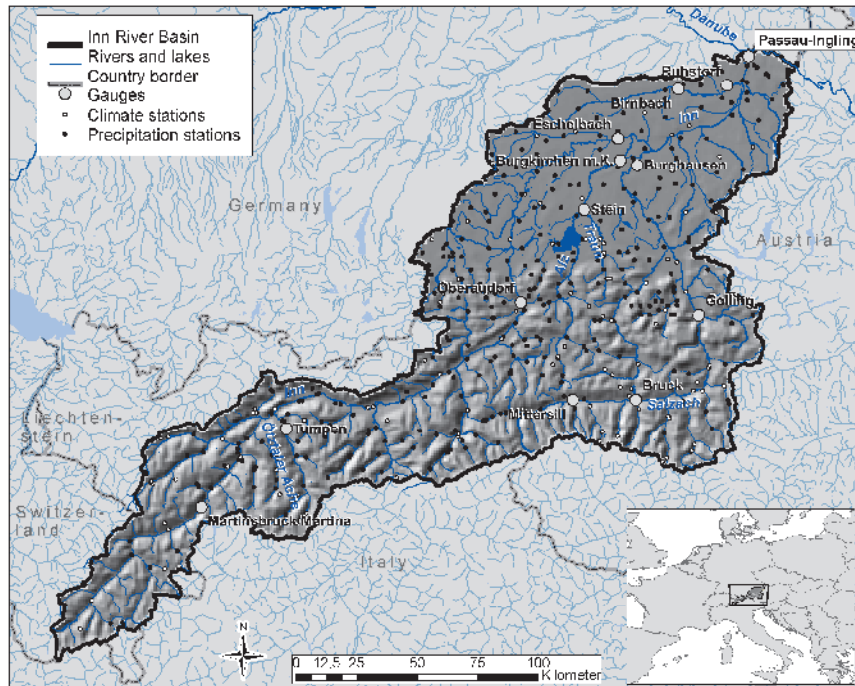 Inn River Basin
Rivers and lakes
Country border
Gauges
Climate stations
Precipitation stations
Danube
Passau-Ingling
Ruhstorf
Birnbach
Inn
Eschelbach
Burgkirchen m.K.
Burghausen
Germany
Stein
Traun
Alz
Austria
Oberaudorf
Golling
Inn
Bruck
Liechten-
stein
Mittersill
Salzach
Tumpen
Ötztaler Ache
Switzer-
land
Martinsbruck/Martina
Italy
N
0 12,5 25 50 75 100
Kilometer